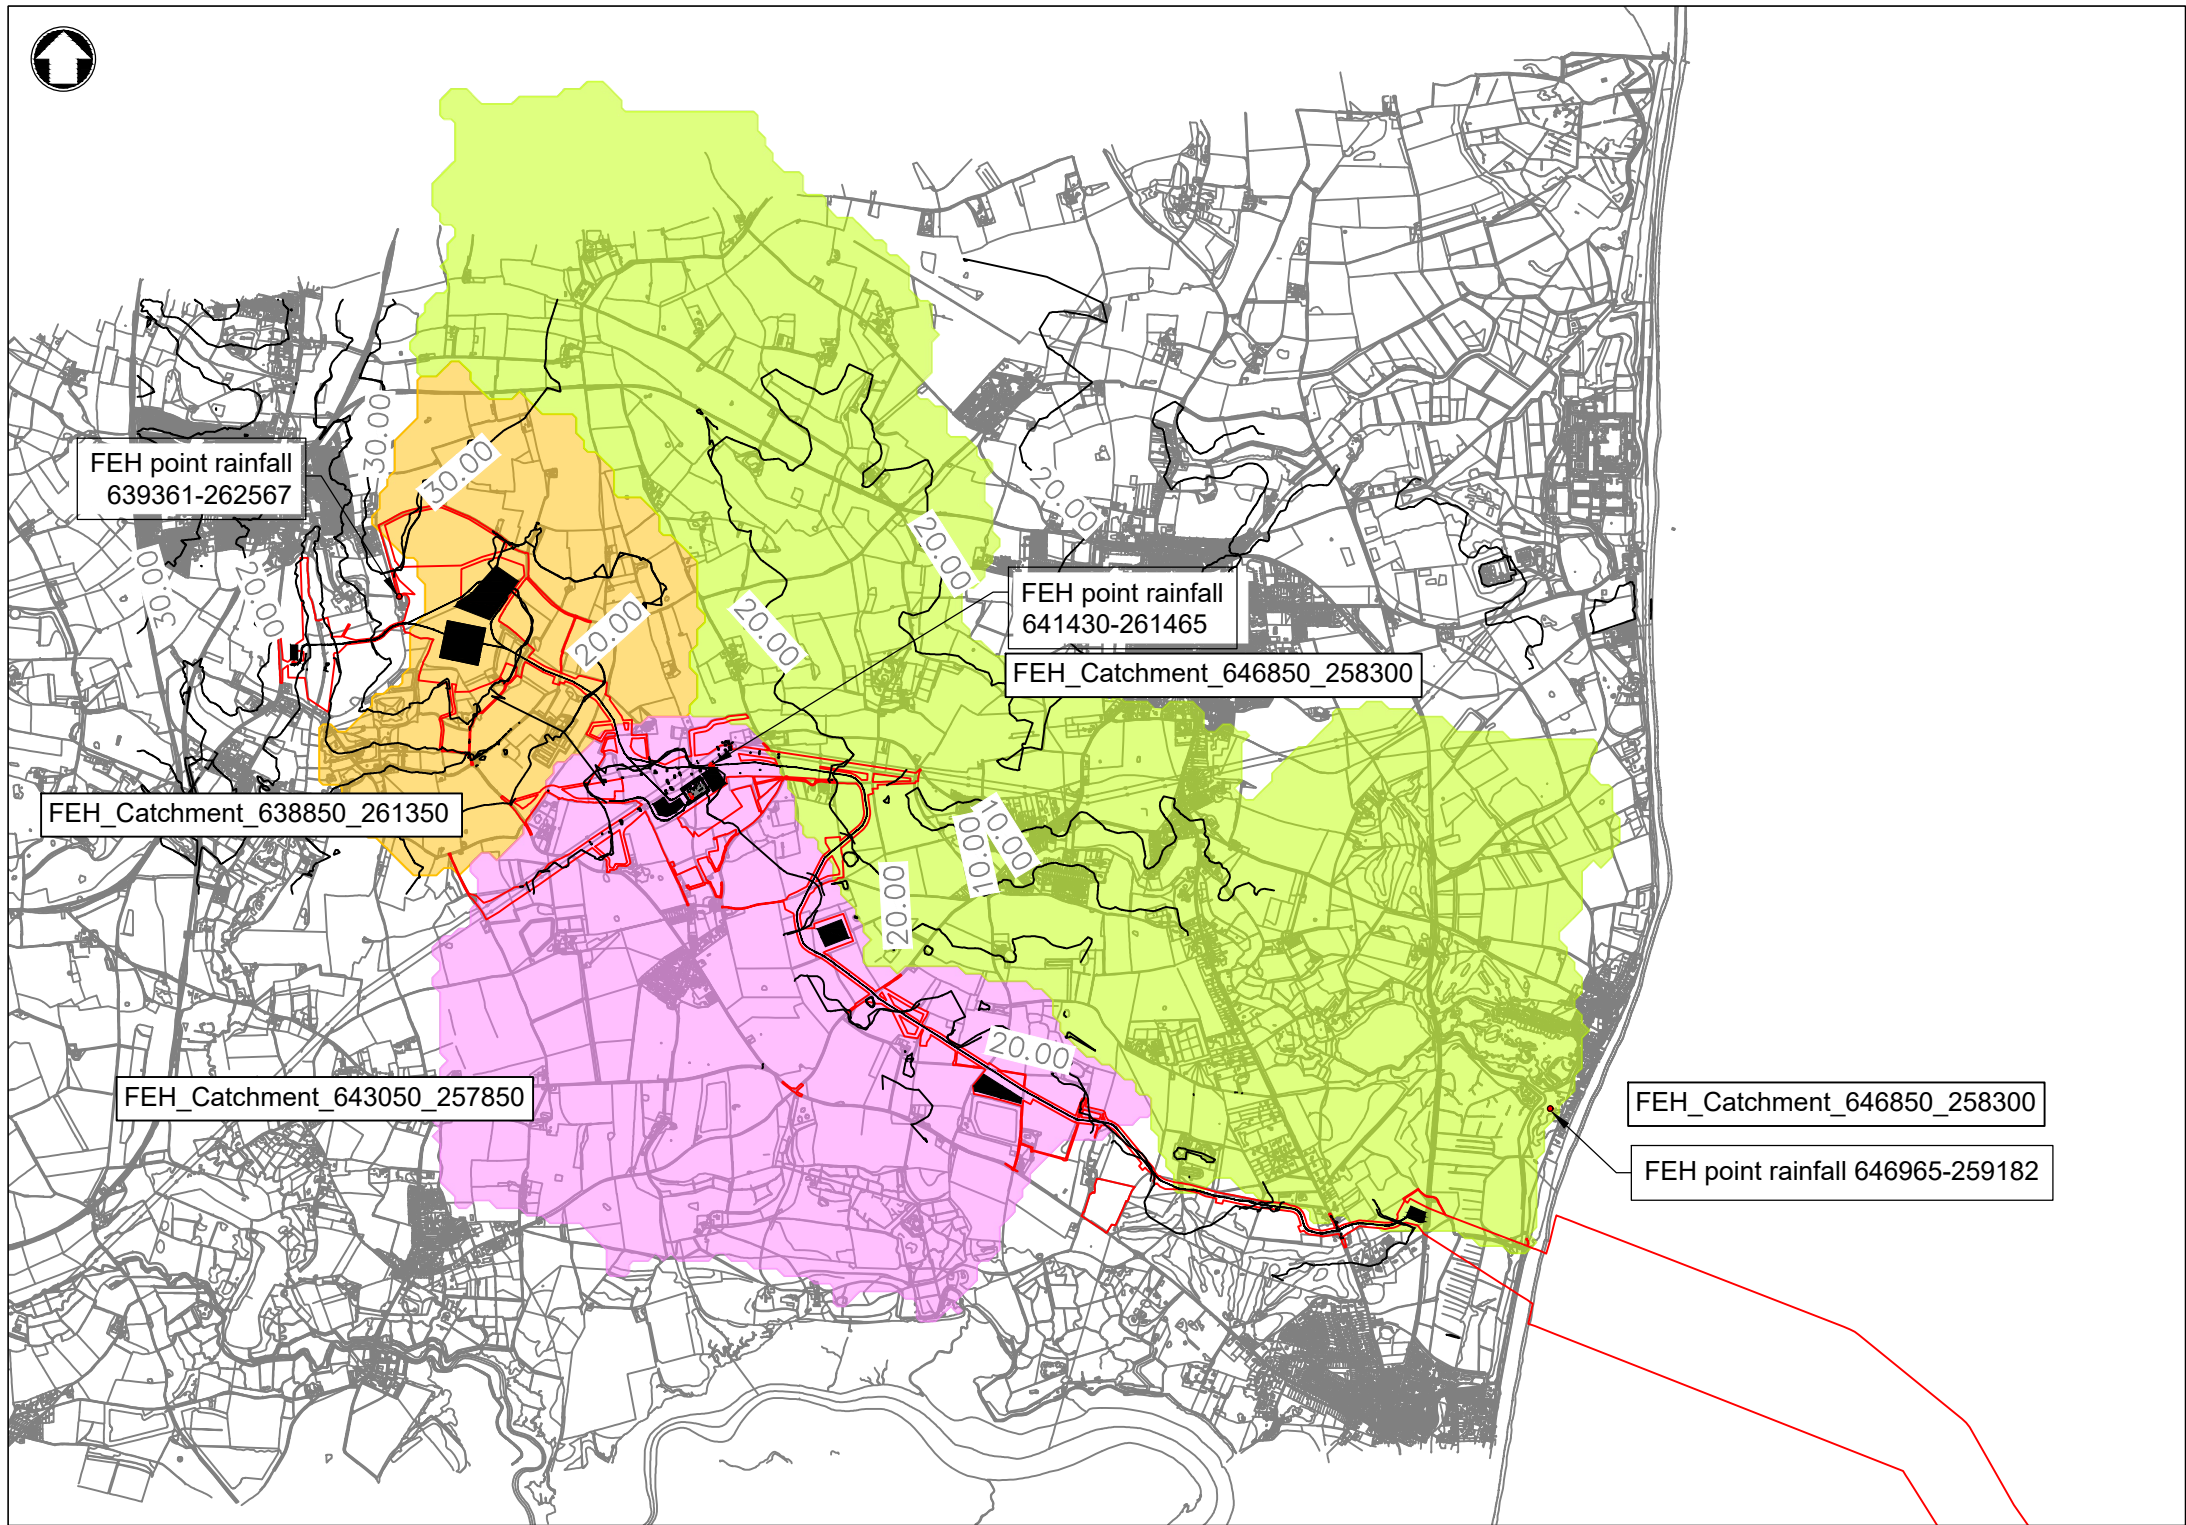 30.00
30.00
FEH point rainfall
639361-262567
20.00
20.00
30.00
20.00
FEH point rainfall
641430-261465
20.00
20.00
FEH_Catchment_646850_258300
FEH_Catchment_638850_261350
10.00
10.00
20.00
20.00
FEH_Catchment_643050_257850
FEH_Catchment_646850_258300
FEH point rainfall 646965-259182